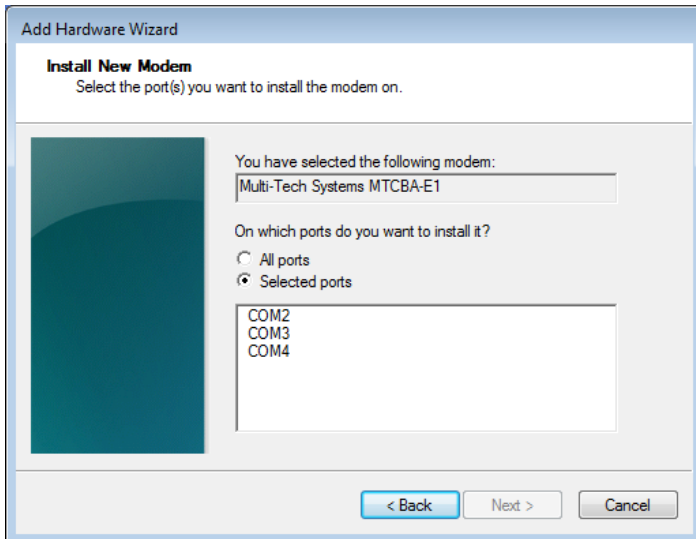 Add Hardware Wizard
Install New Modem
Select the port(s) you want to install the modem on.
You have selected the following modem:
Multi-Tech Systems MTCBA-E1
On which ports do you want to install it?
All ports
Selected ports
COM2
COM3
COM4
< Back Next > Cancel